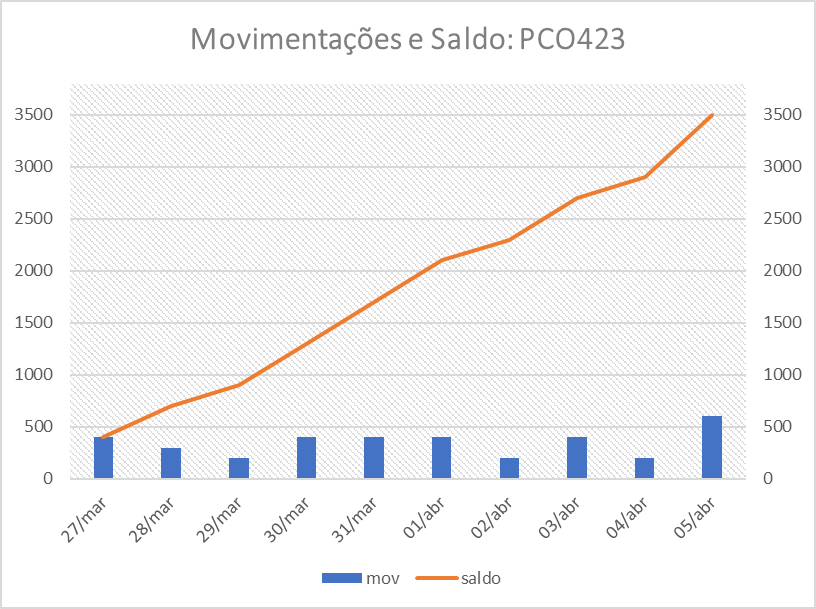 Movimentações e Saldo: PCO423
3500 3500
3000 3000
2500 2500
2000 2000
1500 1500
1000 1000
500 500
0 0
27/mar 28/mar 29/mar 30/mar 31/mar 01/abr 02/abr 03/abr 04/abr 05/abr
mov saldo